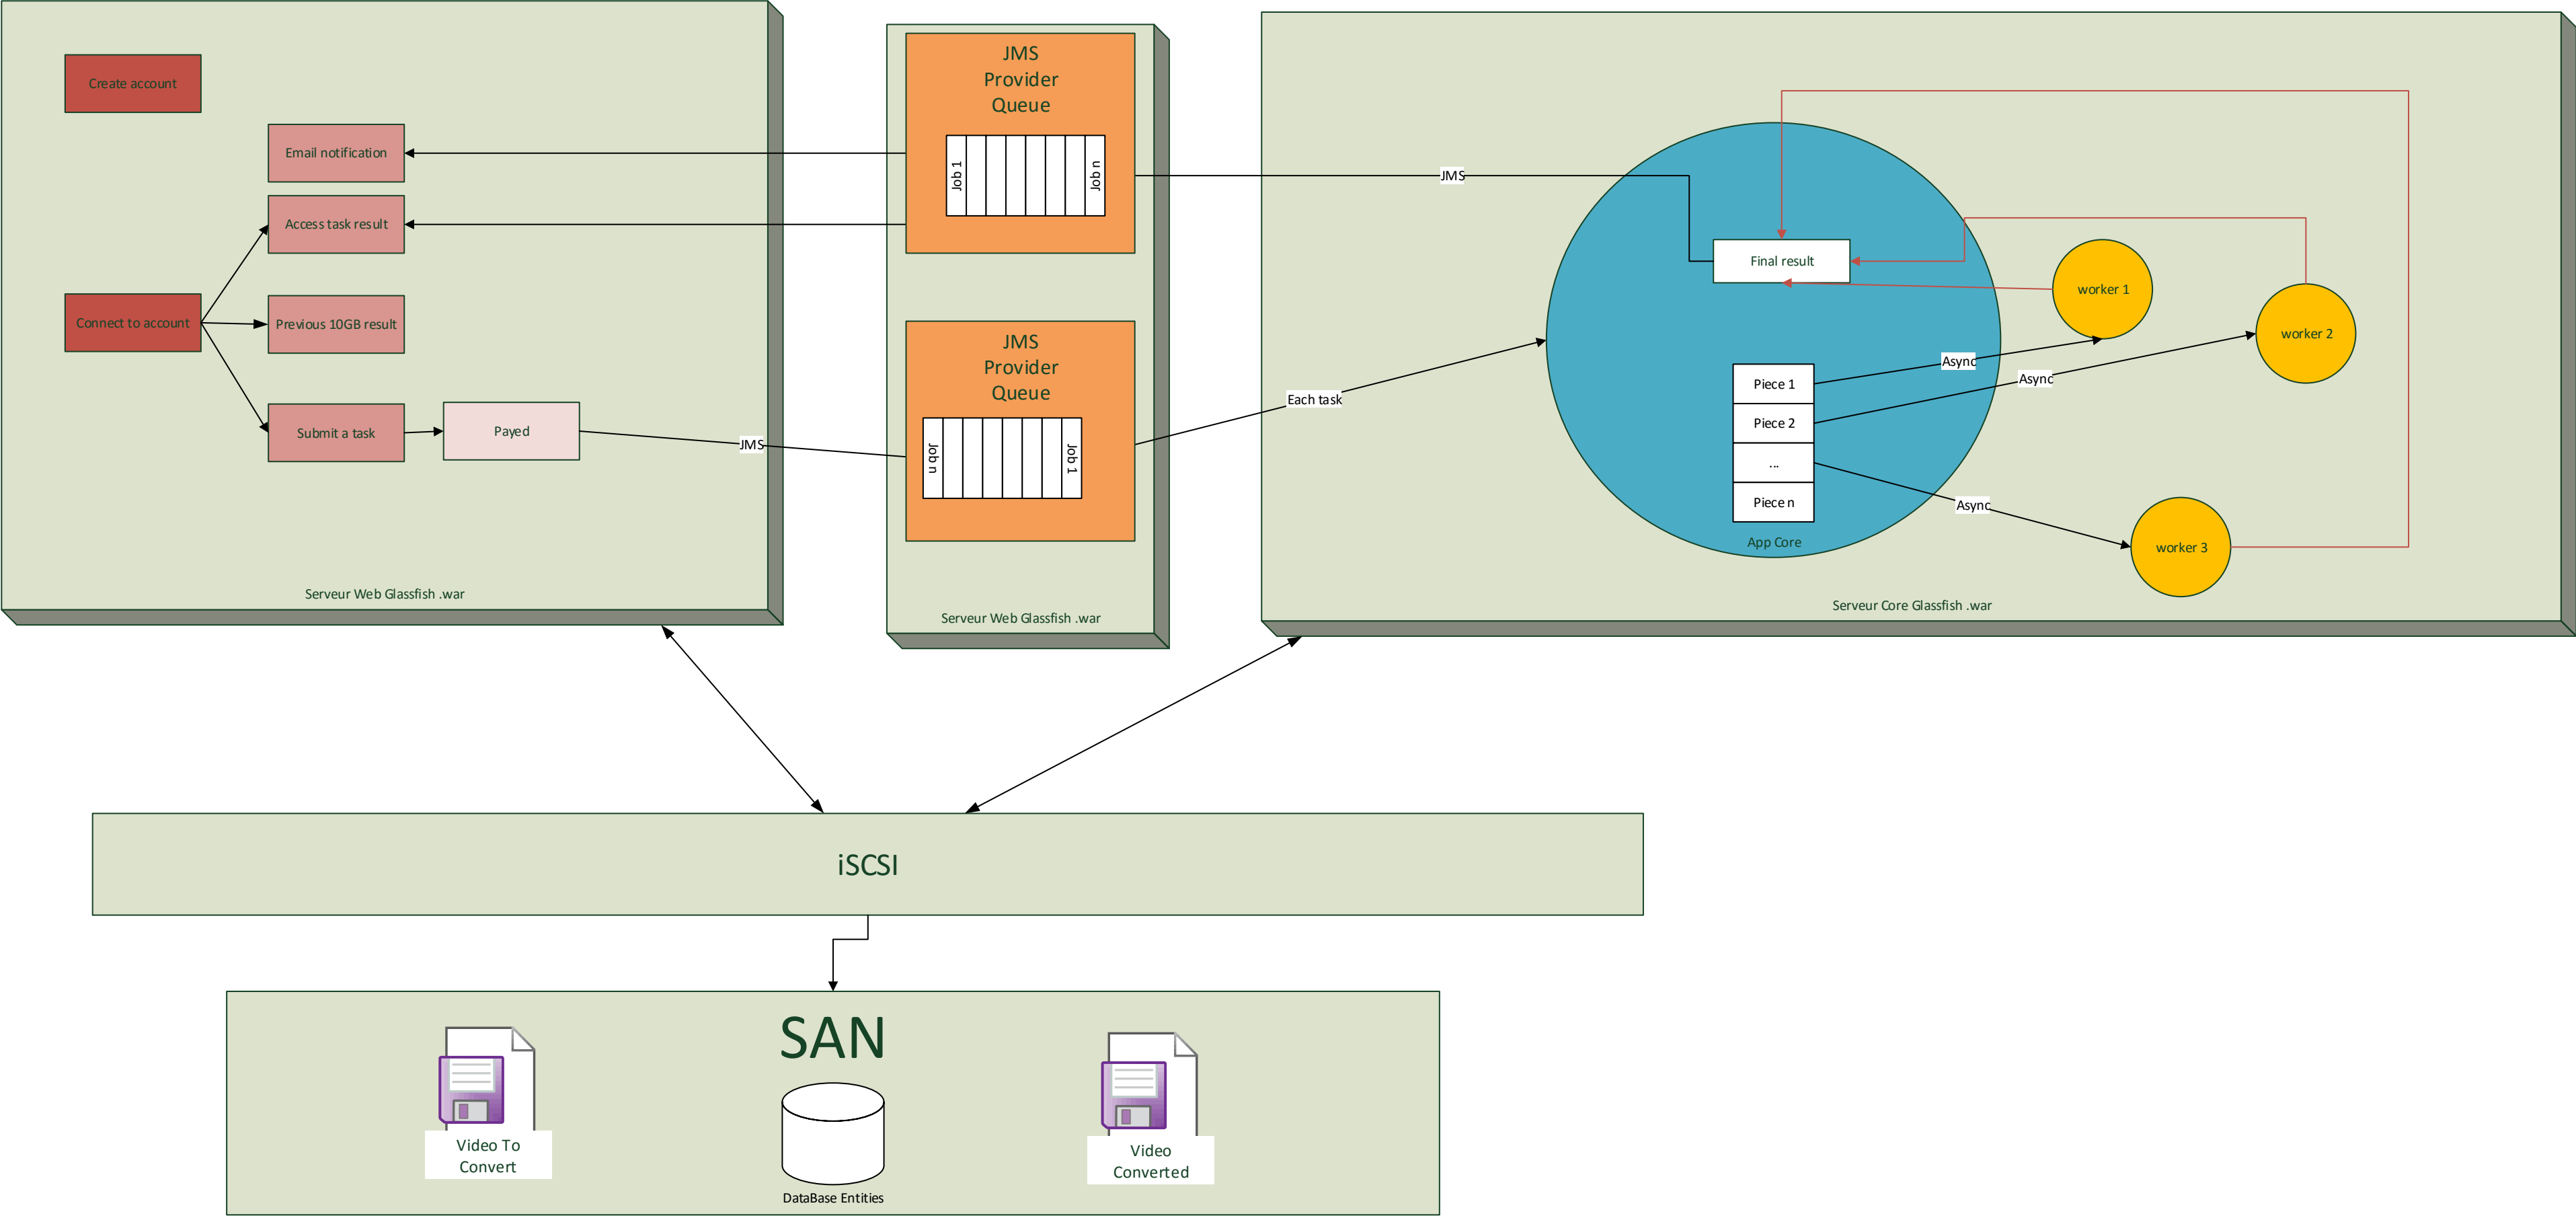 Create account
Email notification
Access task result
Connect to account
Previous 10GB result
Submit a task
Payed
JMS
Serveur Web Glassfish .war
JMS
Provider
Queue
Job 1
Job n
JMS
Provider
Queue
Job n
Job 1
Serveur Web Glassfish .war
JMS
Each task
Final result
Piece 1
Piece 2
...
Piece n
App Core
Async
Async
Async
worker 1
worker 2
worker 3
Serveur Core Glassfish .war
iSCSI
SAN
Video To
Convert
DataBase Entities
Video
Converted